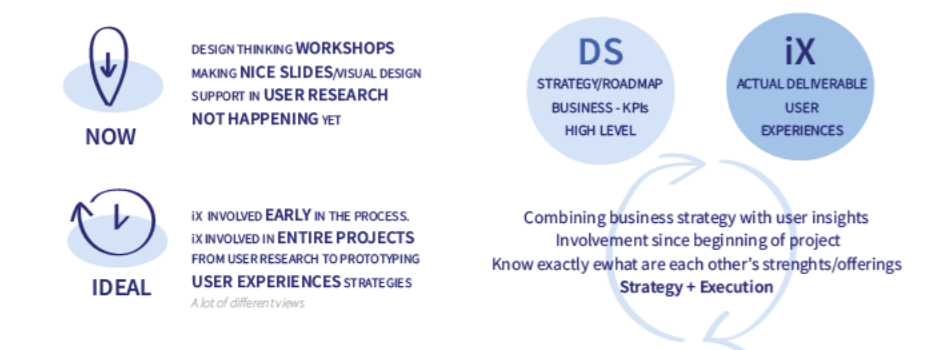 DESIGN THINKING WORKSHOPS
MAKING NICE SLIDES/VISUAL DESIGN
SUPPORT IN USER RESEARCH
NOT HAPPENING YET
NOW
iX INVOLVED EARLY IN THE PROCESS.
iX INVOLVED IN ENTIRE PROJECTS
FROM USER RESEARCH TO PROTOTYPING
USER EXPERIENCES STRATEGIES
A lot of different views
IDEAL
DS
STRATEGY/ROADMAP
BUSINESS - KPIs
HIGH LEVEL
iX
ACTUAL DELIVERABLE
USER
EXPERIENCES
Combining business strategy with user insights
Involvement since beginning of project
Know exactly ewhat are each other's strenghts/offerings
Strategy + Execution